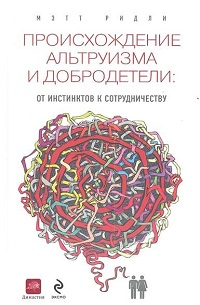 МЭТТ РИДЛИ
ПРОИСХОЖДЕНИЕ
АЛЬТРУИЗМА
И ДОБРОДЕТЕЛИ:
ОТ ИНСТИНКТОВ К СОТРУДНИЧЕСТВУ
Династия
ЭКСМО